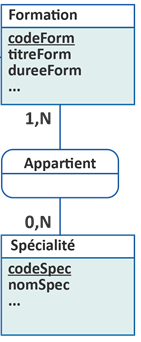 Formation
codeForm
titreForm
dureeForm
...
1,N
Appartient
0,N
Spécialité
codeSpec
nomSpec
...